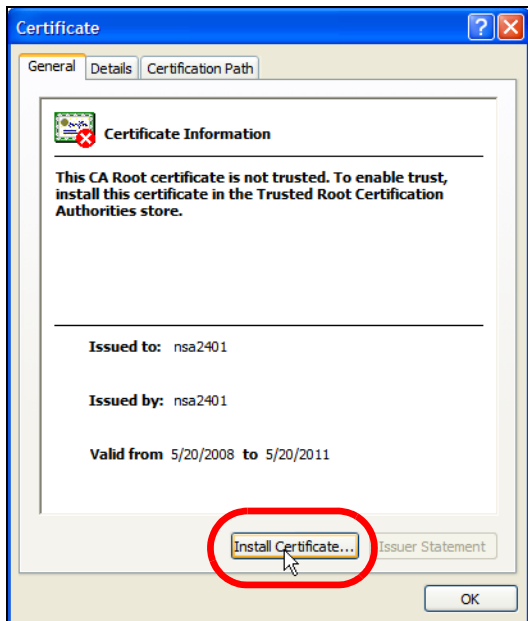 Certificate
General Details Certification Path
Certificate Information
This CA Root certificate is not trusted. To enable trust,
install this certificate in the Trusted Root Certification
Authorities store.
Issued to: nsa2401
Issued by: nsa2401
Valid from 5/20/2008 to 5/20/2011
Install Certificate... Issuer Statement
OK